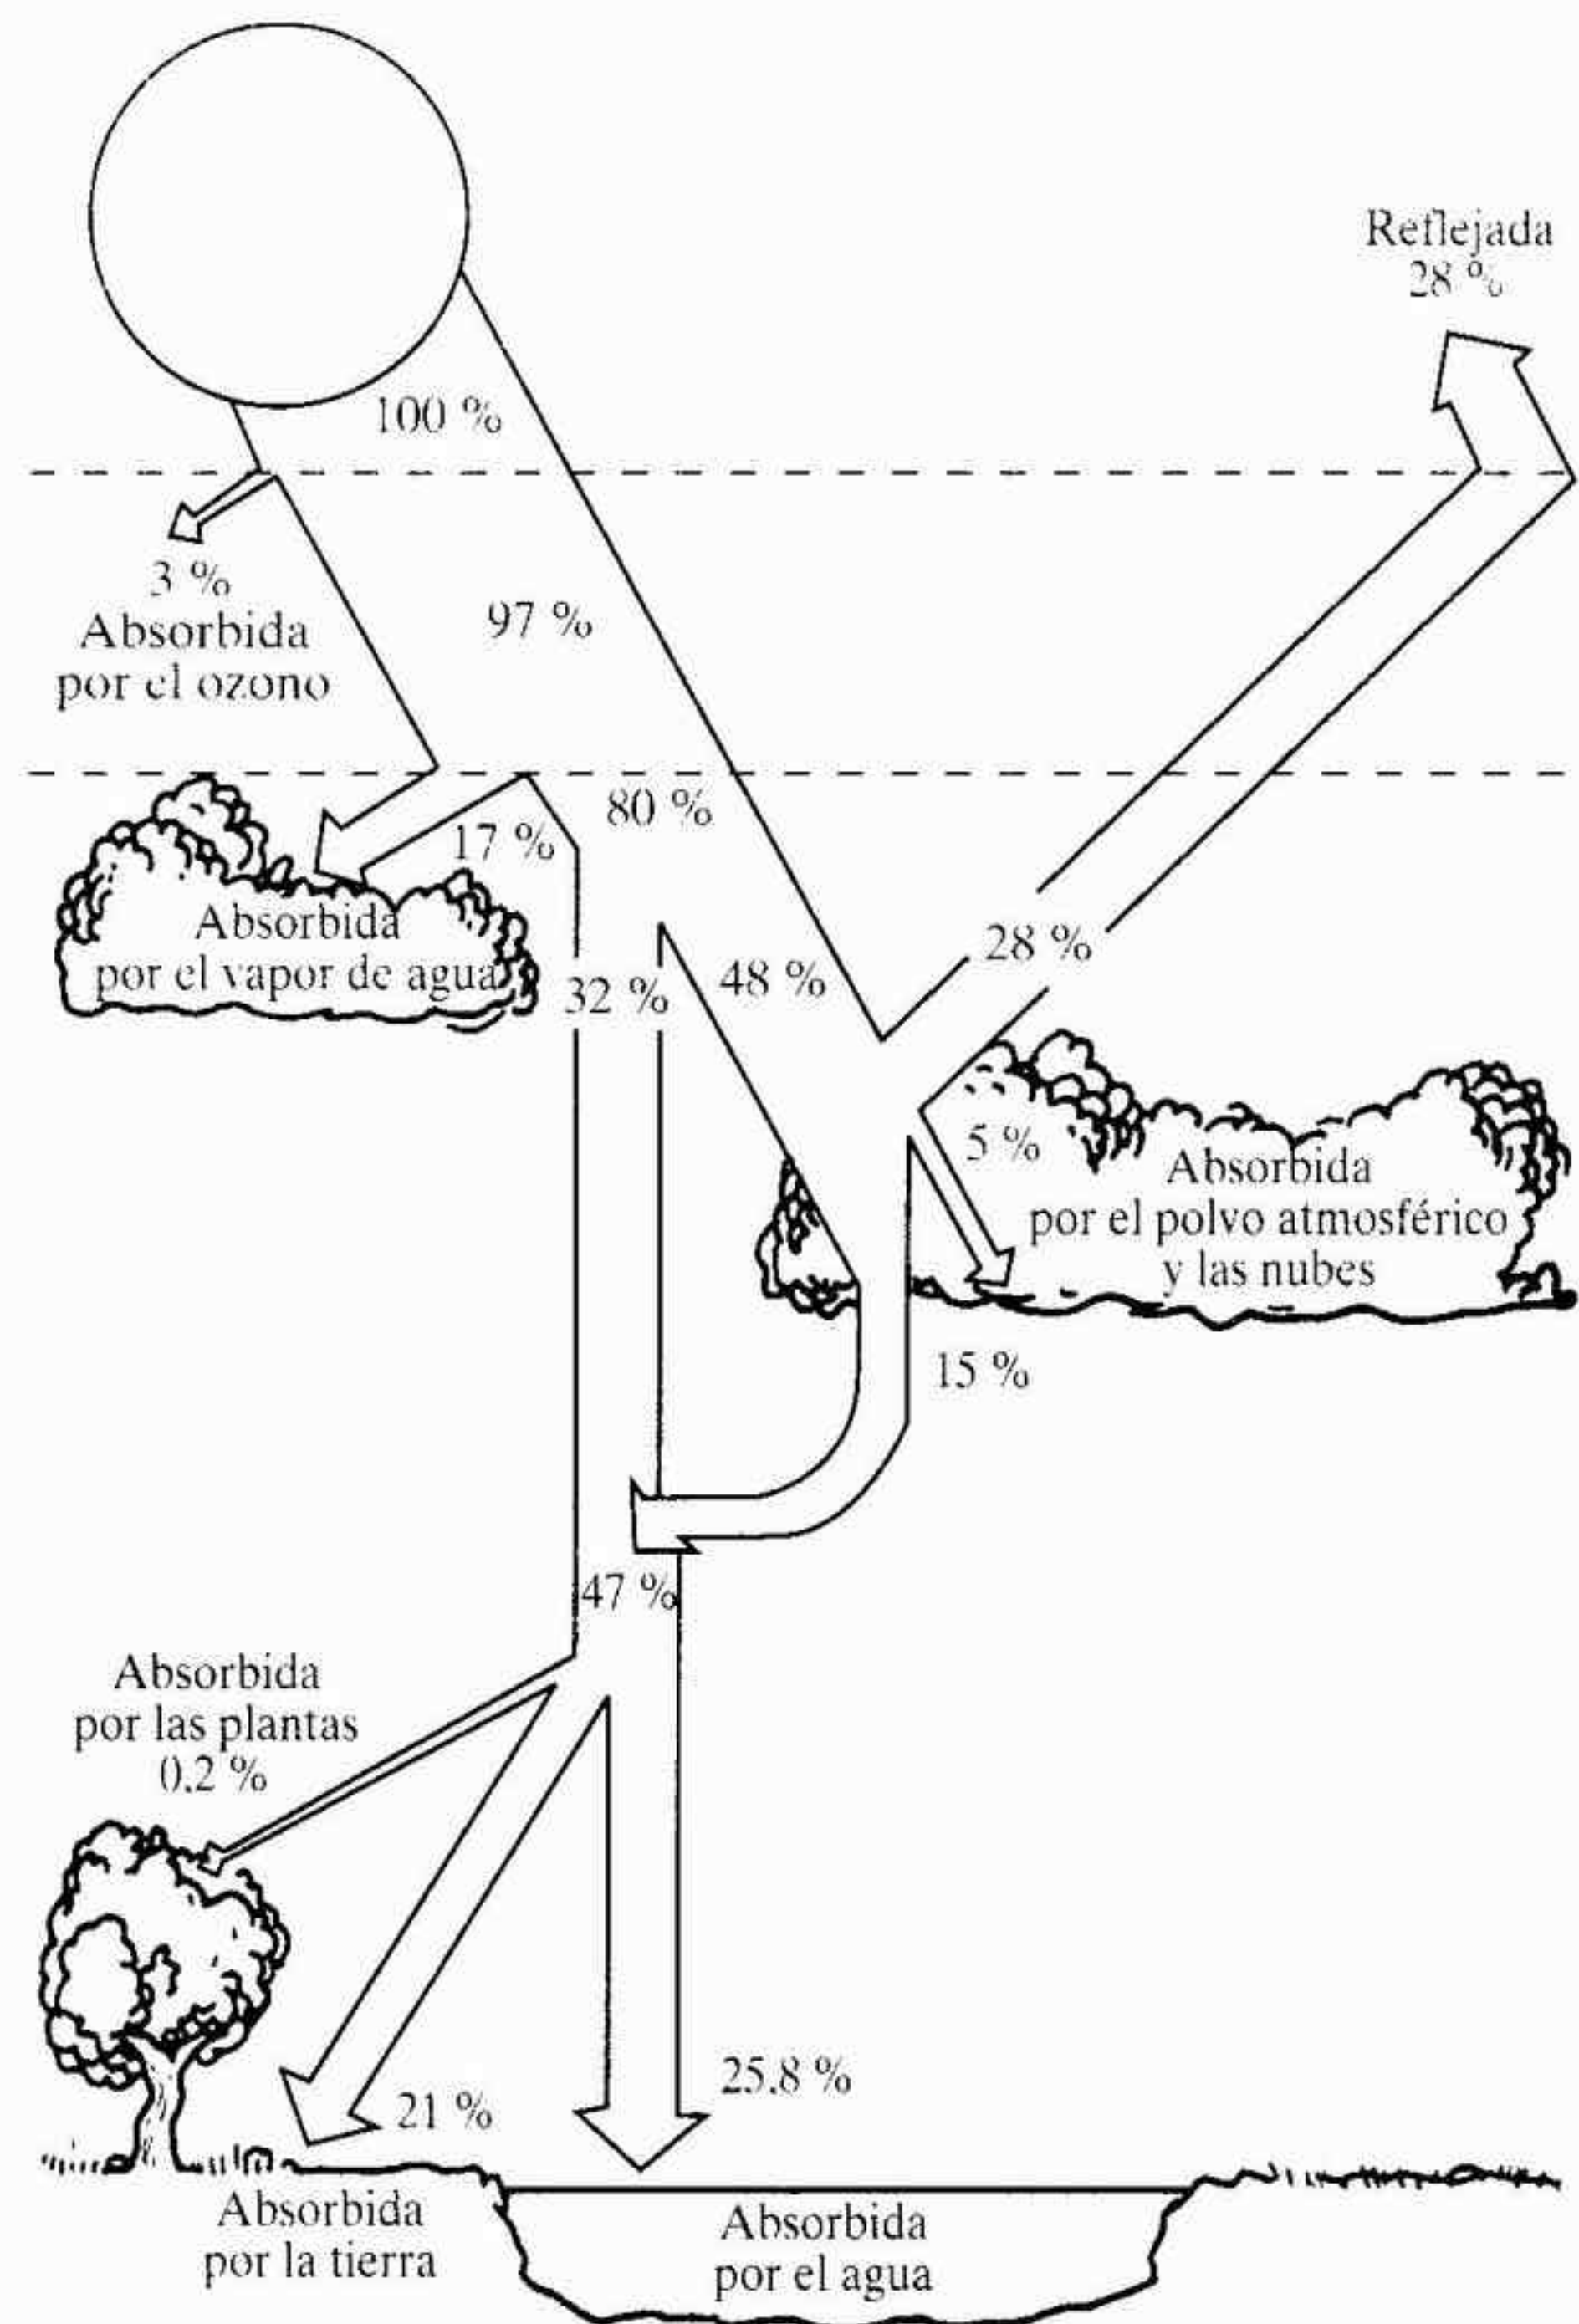 Reflejada
28 %
100 %
3 %
Absorbida
por el ozono
97 %
80 %
17 %
Absorbida
por el vapor de agua
32 %
48 %
28 %
5 %
Absorbida
por el polvo atmosférico
y las nubes
15 %
47 %
Absorbida
por las plantas
0.2 %
25.8 %
21 %
Absorbida
por la tierra
Absorbida
por el agua